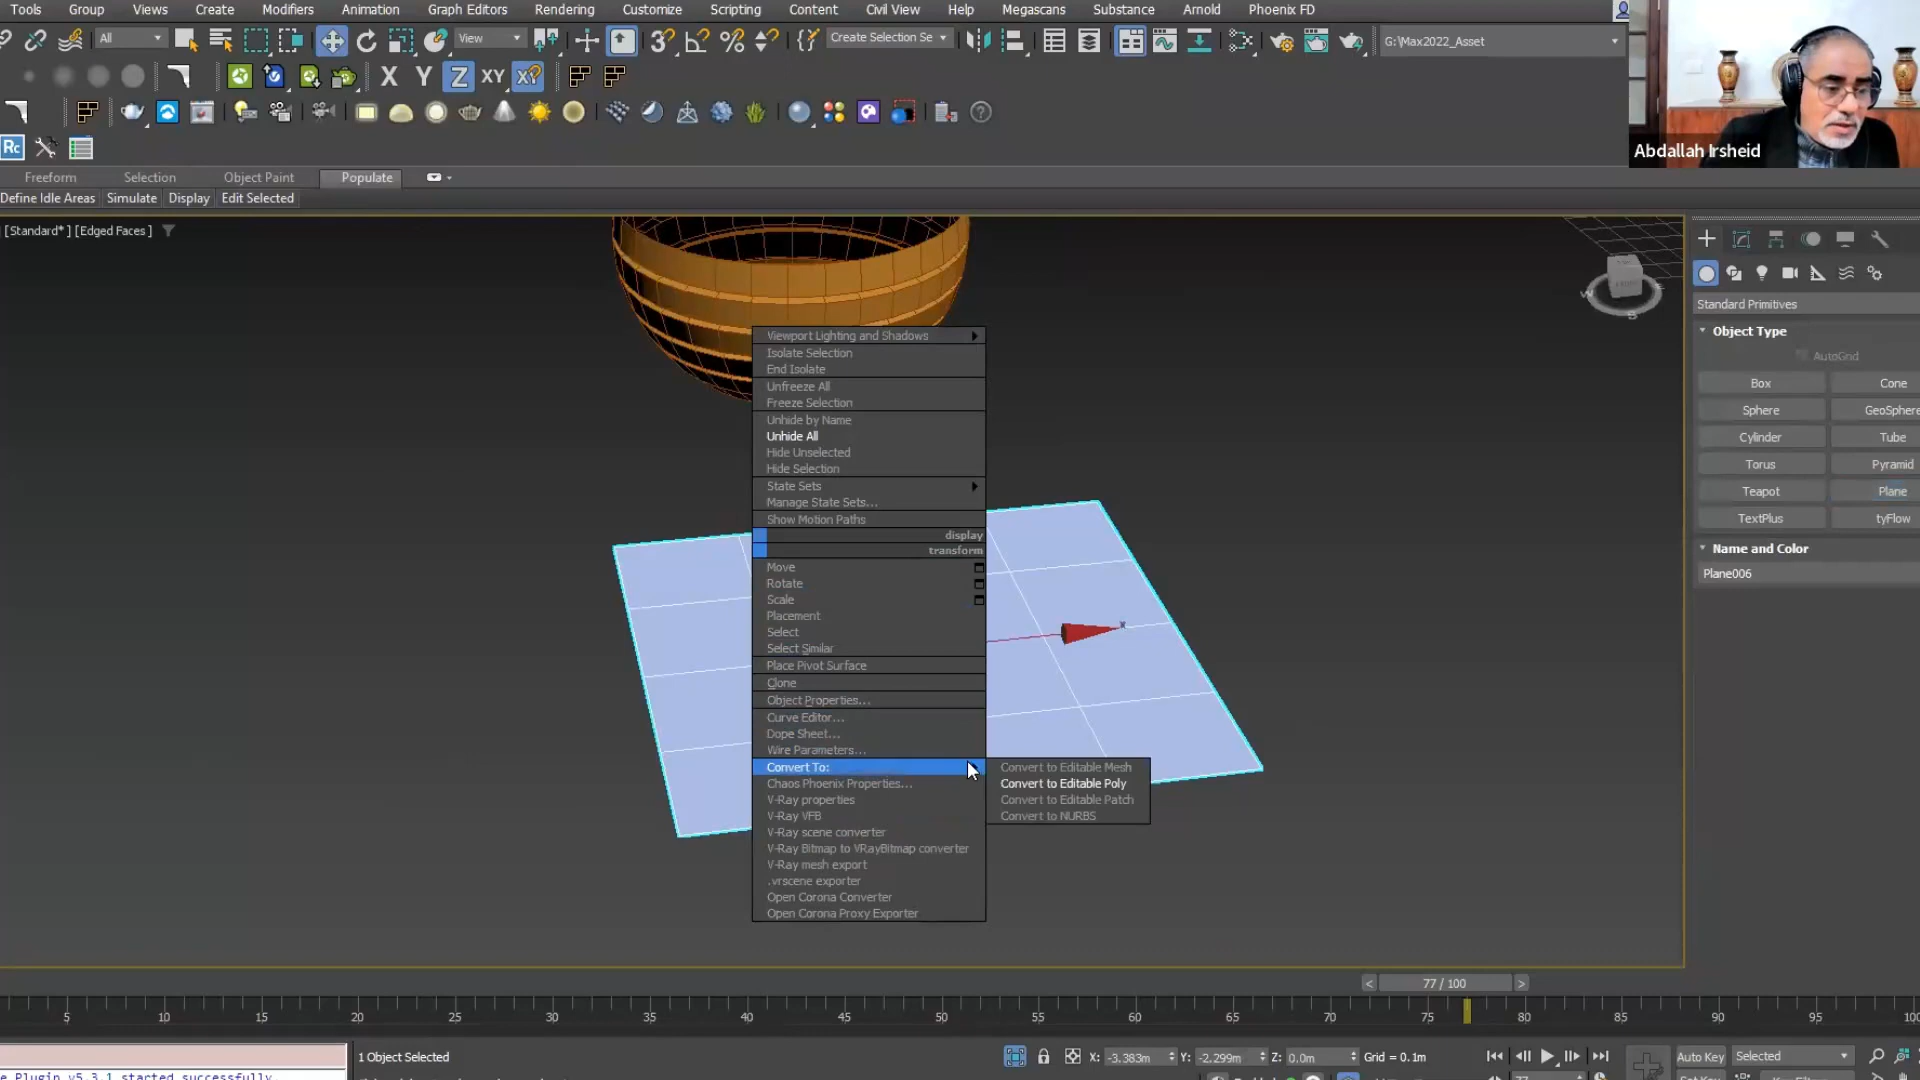 Tools Group Views Create Modifiers Animation Graph Editors Rendering Customize Scripting Content Civil View Help Megascans Substance Arnold Phoenix FD
All View Create Selection Se G:\Max2022_Asset
X Y Z XY
Abdallah Irsheid
Rc
Freeform Selection Object Paint Populate
Define Idle Areas Simulate Display Edit Selected
[Standard* ] [Edged Faces ]
Standard Primitives
Object Type
AutoGrid
Box Cone
Sphere GeoSphere
Cylinder Tube
Torus Pyramid
Teapot Plane
TextPlus tyFlow
Name and Color
Plane006
Viewport Lighting and Shadows
Isolate Selection
End Isolate
Unfreeze All
Freeze Selection
Unhide by Name
Unhide All
Hide Unselected
Hide Selection
State Sets
Manage State Sets...
Show Motion Paths
display
transform
Move
Rotate
Scale
Placement
Select
Select Similar
Place Pivot Surface
Clone
Object Properties...
Curve Editor...
Dope Sheet...
Wire Parameters...
Convert To:
Chaos Phoenix Properties...
V-Ray properties
V-Ray VFB
V-Ray scene converter
V-Ray Bitmap to VRayBitmap converter
V-Ray mesh export
.vrscene exporter
Open Corona Converter
Open Corona Proxy Exporter
Convert to Editable Mesh
Convert to Editable Poly
Convert to Editable Patch
Convert to NURBS
< 77 / 100 >
5 10 15 20 25 30 35 40 45 50 55 60 65 70 75 80 85 90 95 100
1 Object Selected X: -3.383m Y: -2.299m Z: 0.0m Grid = 0.1m Auto Key Selected
e Plugin v5.3.1 started successfully.
77